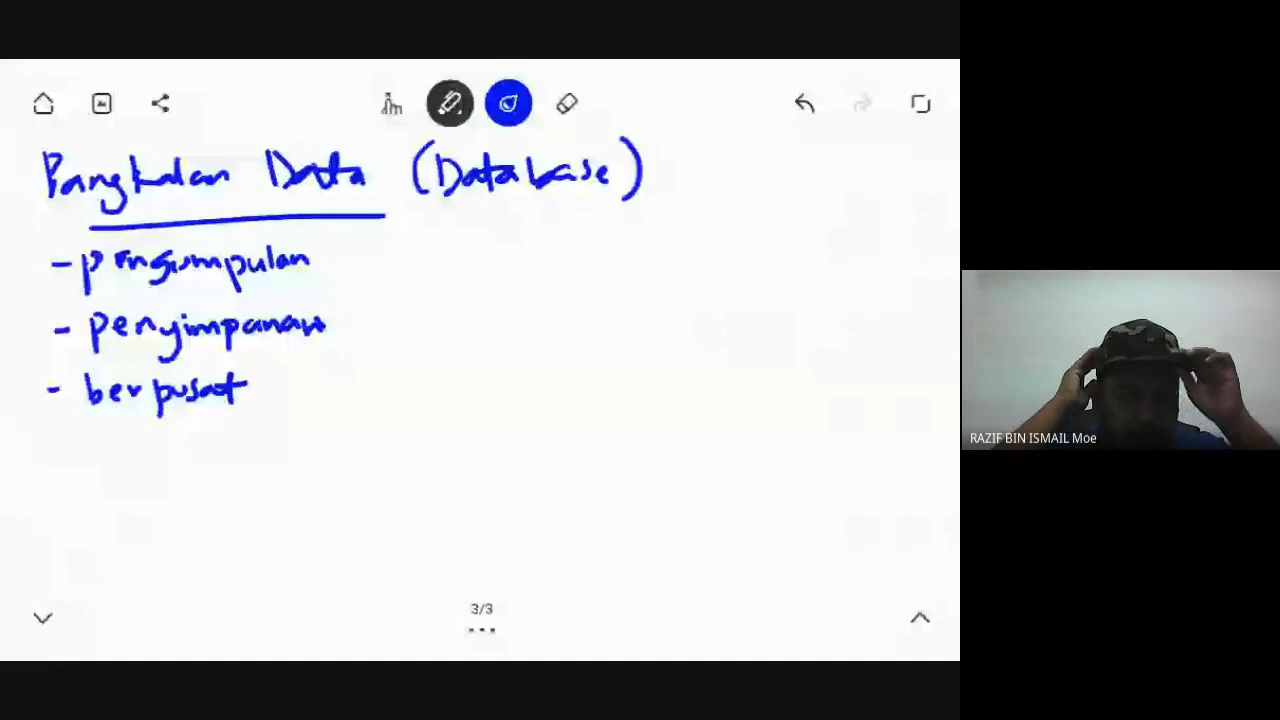 Pangkalan Data (Database)
- pengumpulan
- penyimpanan
- berpusat
3/3
RAZIF BIN ISMAIL Moe